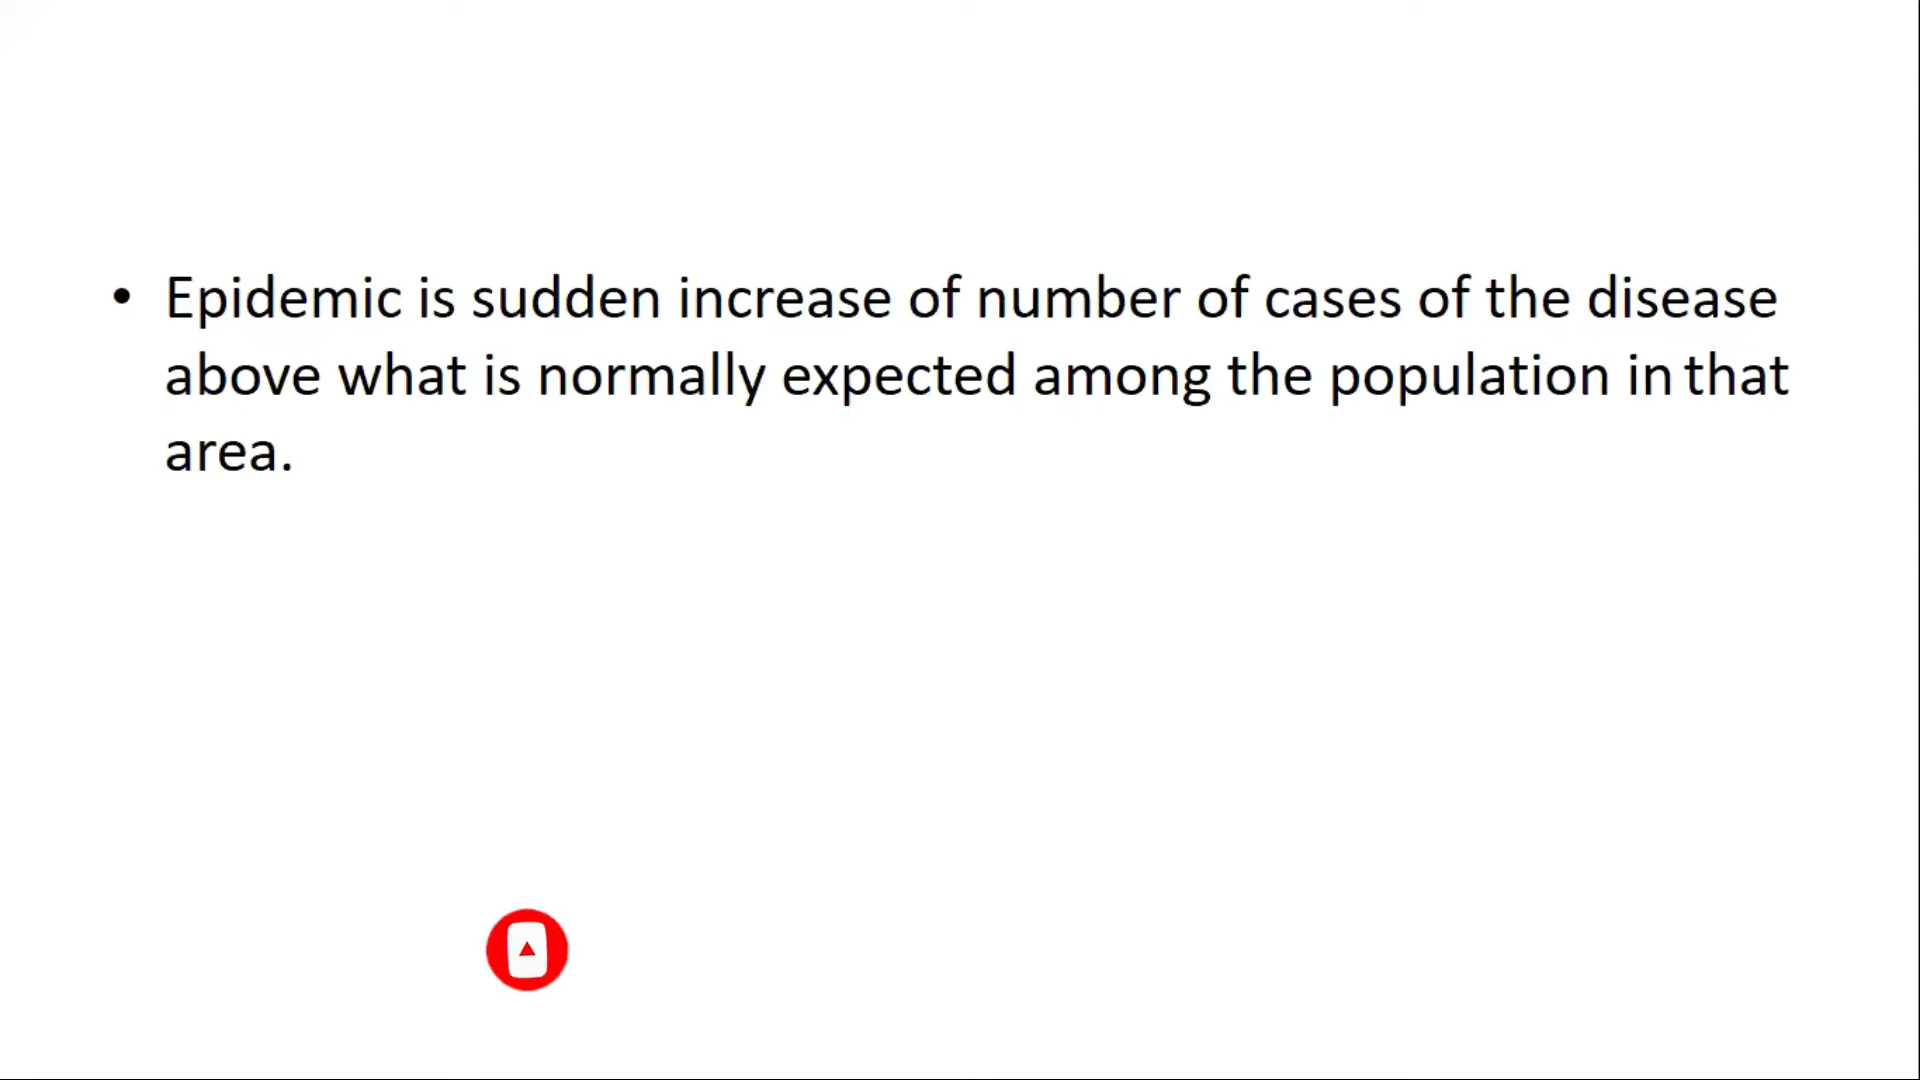 • Epidemic is sudden increase of number of cases of the disease
above what is normally expected among the population in that
area.